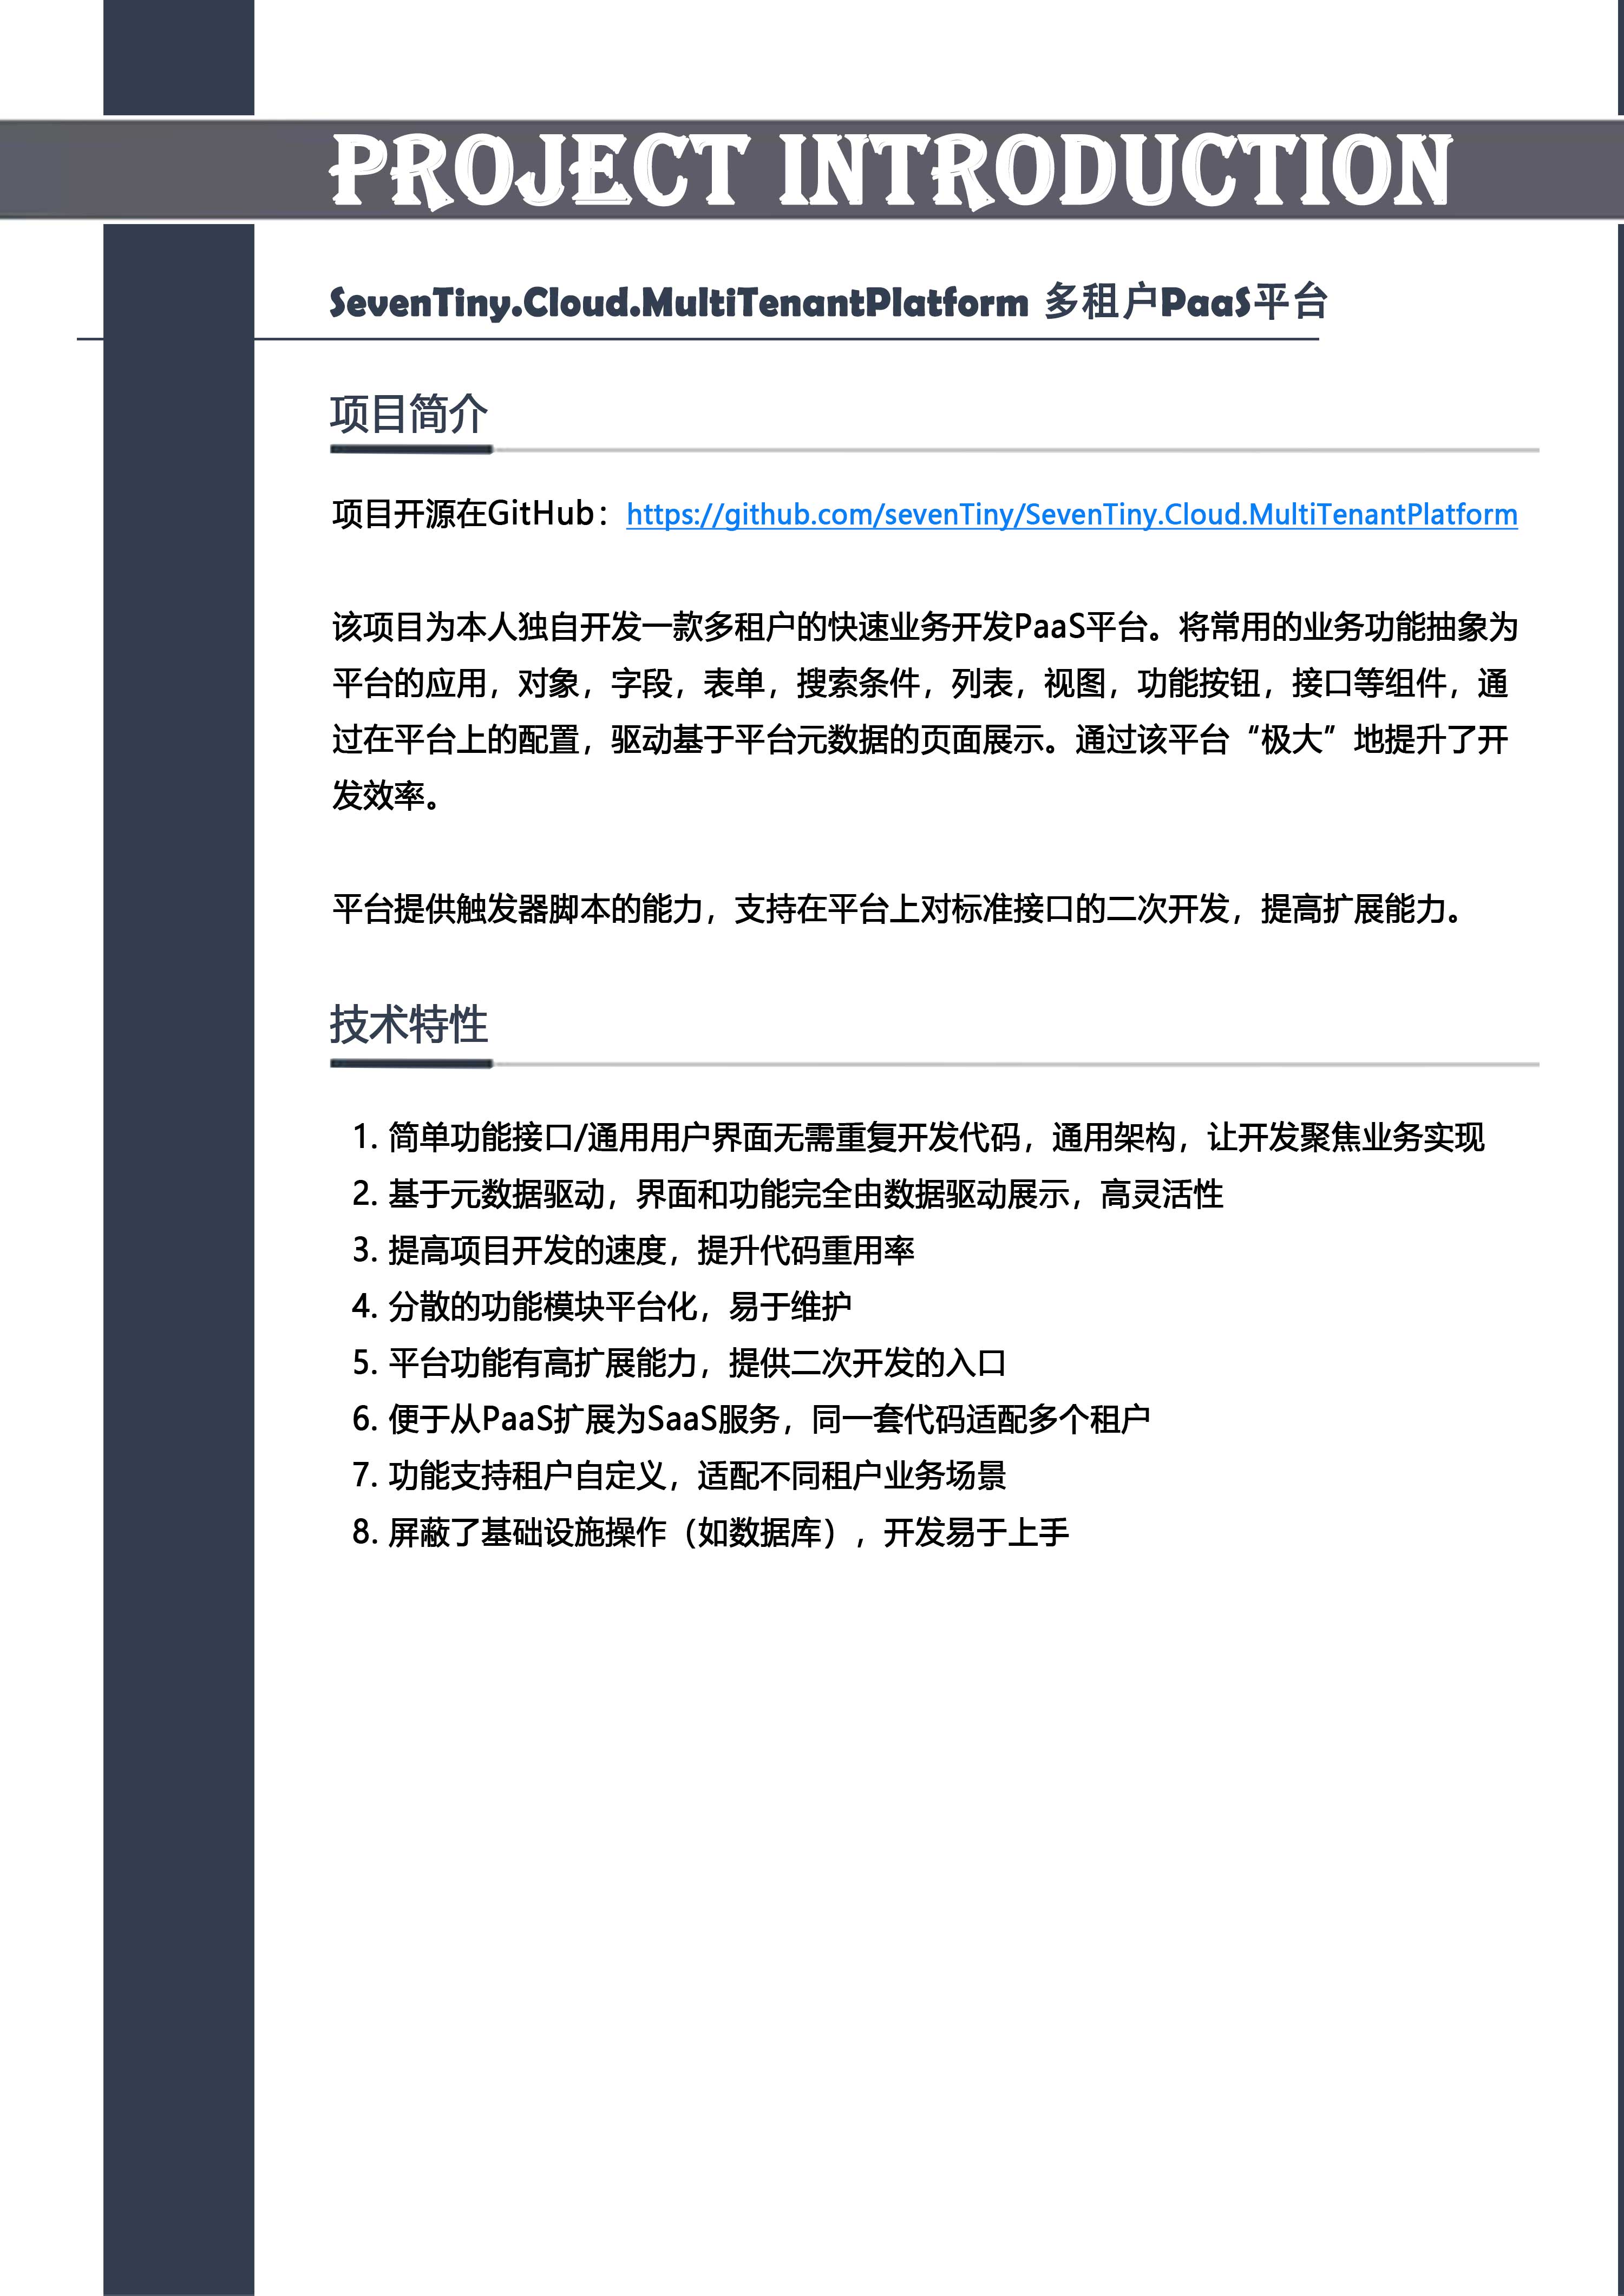 PROJECT INTRODUCTION
SevenTiny.Cloud.MultiTenantPlatform 多租户PaaS平台
项目简介
项目开源在GitHub：https://github.com/sevenTiny/SevenTiny.Cloud.MultiTenantPlatform
该项目为本人独自开发一款多租户的快速业务开发PaaS平台。将常用的业务功能抽象为
平台的应用，对象，字段，表单，搜索条件，列表，视图，功能按钮，接口等组件，通
过在平台上的配置，驱动基于平台元数据的页面展示。通过该平台“极大”地提升了开
发效率。
平台提供触发器脚本的能力，支持在平台上对标准接口的二次开发，提高扩展能力。
技术特性
1. 简单功能接口/通用用户界面无需重复开发代码，通用架构，让开发聚焦业务实现
2. 基于元数据驱动，界面和功能完全由数据驱动展示，高灵活性
3. 提高项目开发的速度，提升代码重用率
4. 分散的功能模块平台化，易于维护
5. 平台功能有高扩展能力，提供二次开发的入口
6. 便于从PaaS扩展为SaaS服务，同一套代码适配多个租户
7. 功能支持租户自定义，适配不同租户业务场景
8. 屏蔽了基础设施操作（如数据库），开发易于上手